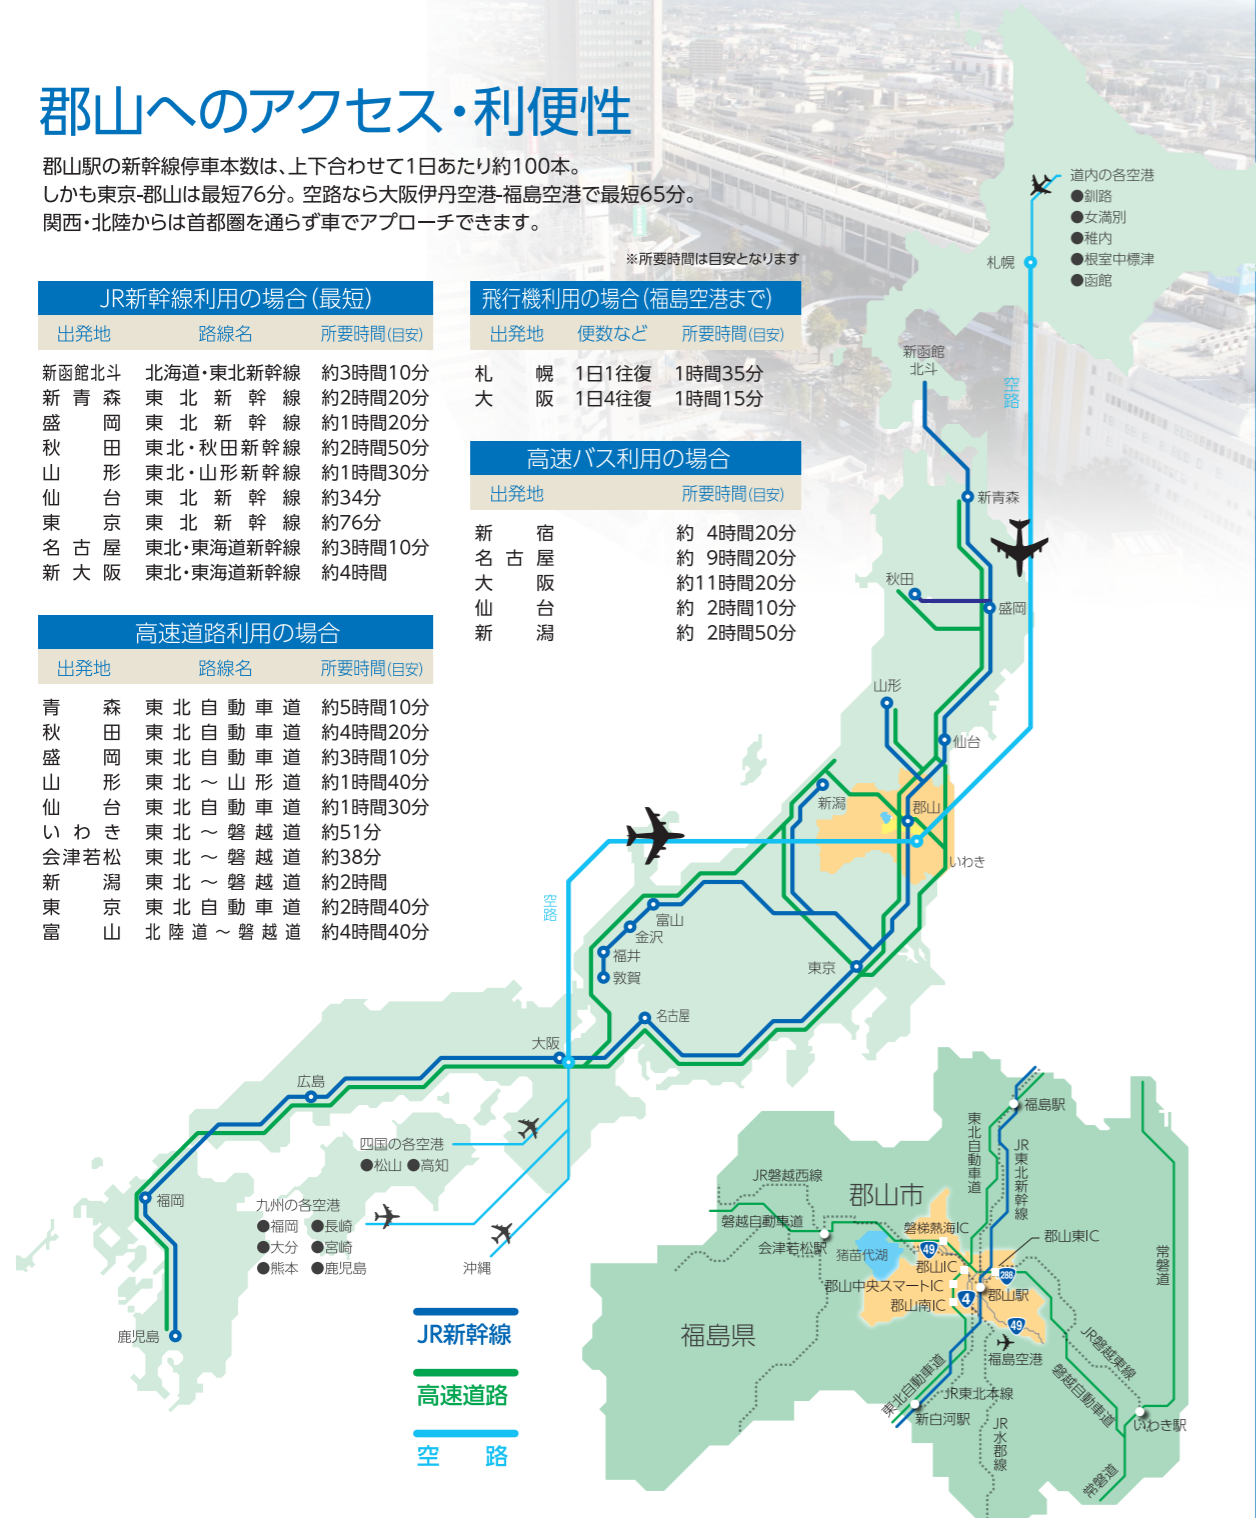 郡山へのアクセス・利便性
郡山駅の新幹線停車本数は、上下合わせて1日あたり約100本。
しかも東京-郡山は最短76分。空路なら大阪伊丹空港-福島空港で最短65分。
関西・北陸からは首都圏を通らず車でアプローチできます。
※所要時間は目安となります
JR新幹線利用の場合（最短）
出発地 路線名 所要時間(目安)
新函館北斗 北海道・東北新幹線 約3時間10分
新青森 東北新幹線 約2時間20分
盛岡 東北新幹線 約1時間20分
秋田 東北・秋田新幹線 約2時間50分
山形 東北・山形新幹線 約1時間30分
仙台 東北新幹線 約34分
東京 東北新幹線 約76分
名古屋 東北・東海道新幹線 約3時間10分
新大阪 東北・東海道新幹線 約4時間
高速道路利用の場合
出発地 路線名 所要時間(目安)
青森 東北自動車道 約5時間10分
秋田 東北自動車道 約4時間20分
盛岡 東北自動車道 約3時間10分
山形 東北～山形道 約1時間40分
仙台 東北自動車道 約1時間30分
いわき 東北～磐越道 約51分
会津若松 東北～磐越道 約38分
新潟 東北～磐越道 約2時間
東京 東北自動車道 約2時間40分
富山 北陸道～磐越道 約4時間40分
飛行機利用の場合（福島空港まで）
出発地 便数など 所要時間(目安)
札幌 1日1往復 1時間35分
大阪 1日4往復 1時間15分
高速バス利用の場合
出発地 所要時間(目安)
新宿 約 4時間20分
名古屋 約 9時間20分
大阪 約11時間20分
仙台 約 2時間10分
新潟 約 2時間50分
道内の各空港
●釧路
●女満別
●稚内
●根室中標津
●函館
札幌
新函館
北斗
空路
新青森
秋田
盛岡
山形
仙台
新潟
郡山
いわき
空路
富山
金沢
福井
敦賀
東京
名古屋
大阪
広島
四国の各空港
●松山 ●高知
福岡
九州の各空港
●福岡 ●長崎
●大分 ●宮崎
●熊本 ●鹿児島
沖縄
鹿児島
JR新幹線
高速道路
空路
福島駅
東北自動車道
JR東北新幹線
JR磐越西線
郡山市
磐越自動車道
会津若松駅
磐梯熱海IC
49
猪苗代湖
郡山東IC
郡山IC
288
郡山中央スマートIC
郡山駅
4
郡山南IC
49
常磐道
福島県
福島空港
JR磐越東線
磐越自動車道
東北自動車道
JR東北本線
新白河駅
JR水郡線
いわき駅
常磐道